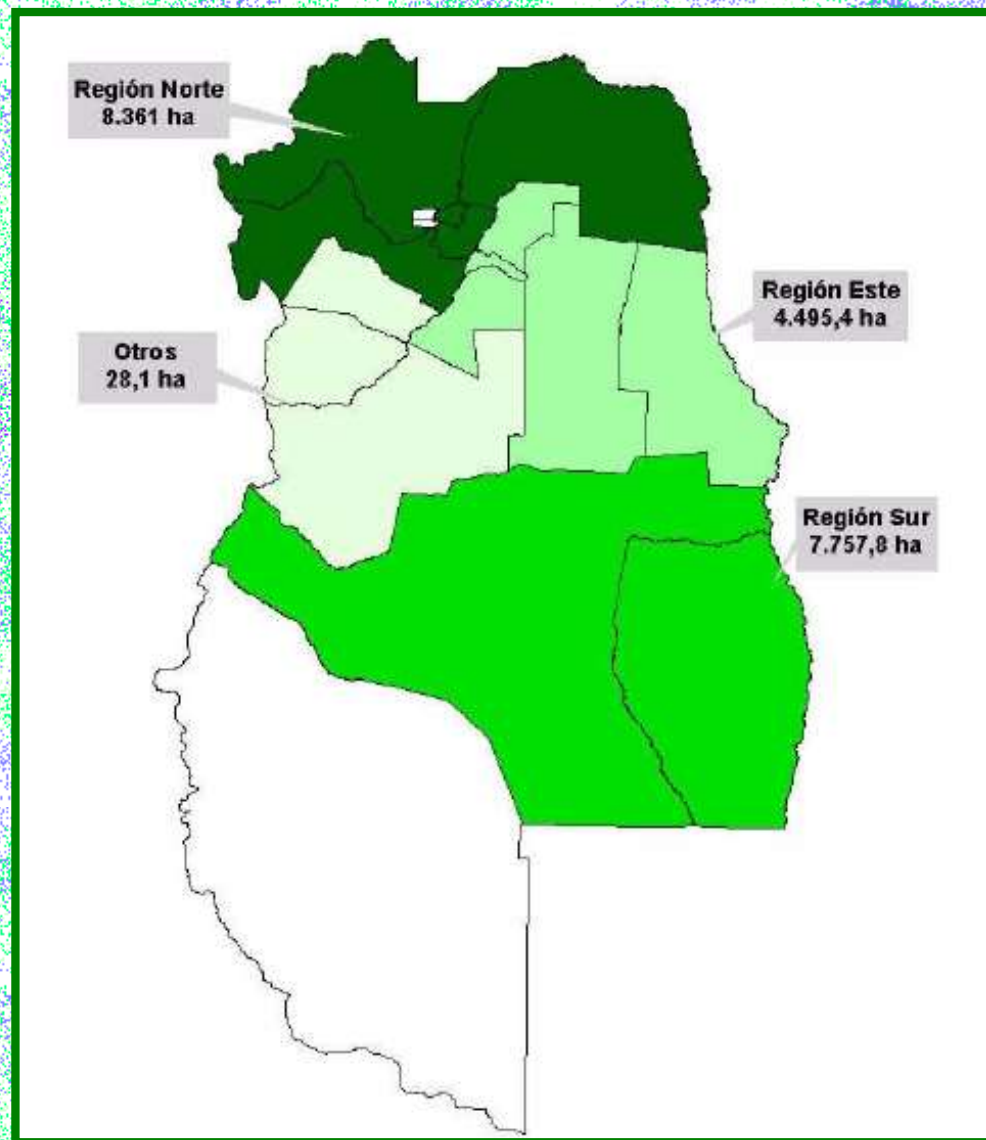 Región Norte
8.361 ha
Región Este
4.495,4 ha
Otros
28,1 ha
Región Sur
7.757,8 ha